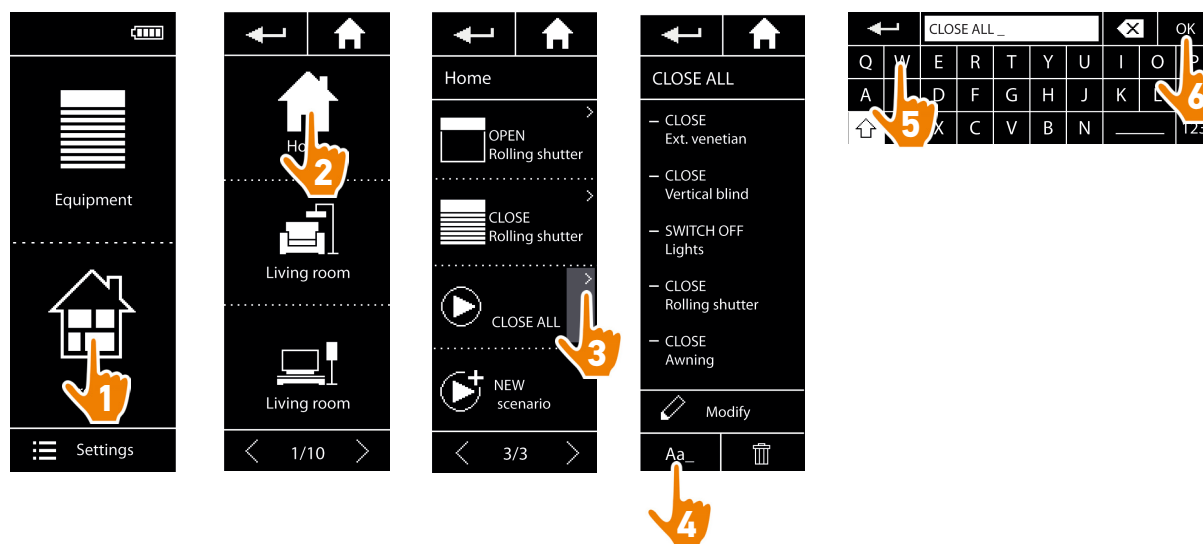 Equipment
1
Settings
Ho
2
Living room
Living room
1/10
Home
OPEN
Rolling shutter
CLOSE
Rolling shutter
CLOSE ALL
3
NEW
scenario
3/3
CLOSE ALL
– CLOSE
Ext. venetian
– CLOSE
Vertical blind
– SWITCH OFF
Lights
– CLOSE
Rolling shutter
– CLOSE
Awning
Modify
Aa_
4
CLOSE ALL _
OK
Q W E R T Y U I O P
A D F G H J K L
X C V B N 123
5
6